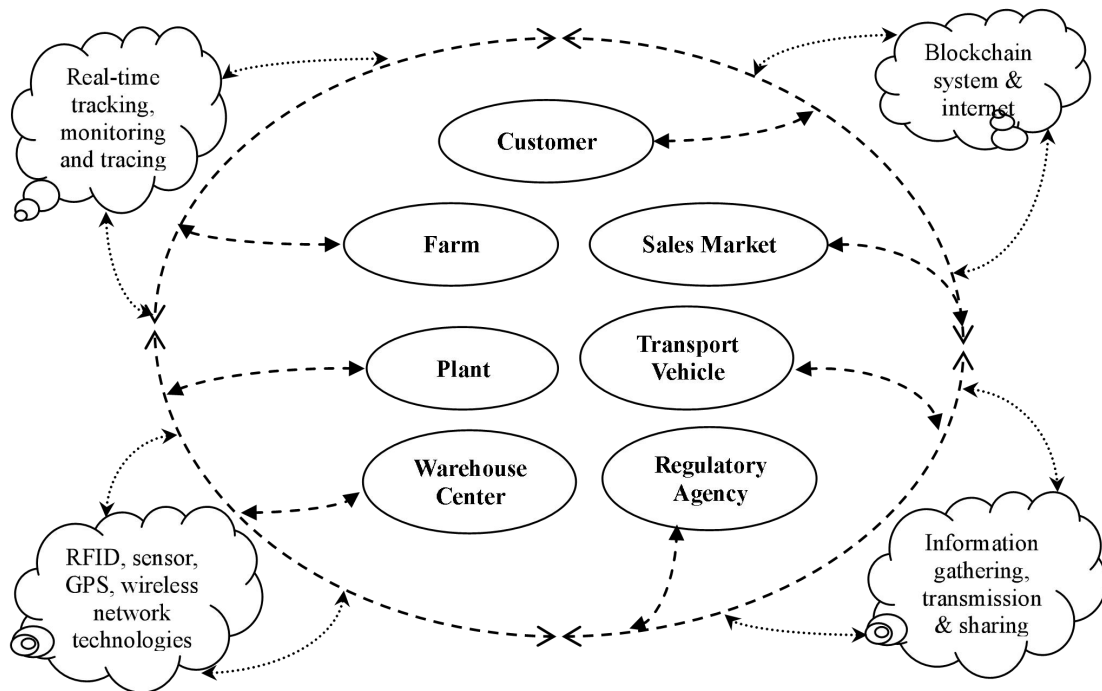 Real-time
tracking,
monitoring
and tracing
Blockchain
system &
internet
Customer
Farm
Sales Market
Plant
Transport
Vehicle
Warehouse
Center
Regulatory
Agency
RFID, sensor,
GPS, wireless
network
technologies
Information
gathering,
transmission
& sharing